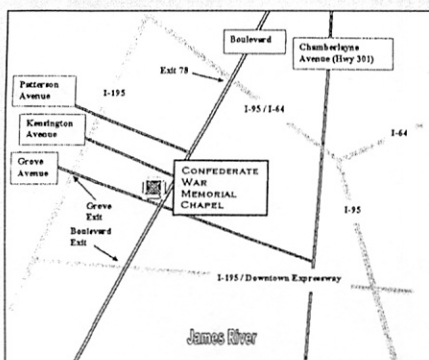 Boulevard
Chamberlayne
Avenue (Hwy 301)
Exit 78
Patterson
Avenue
I-195
I-95 / I-64
Kensington
Avenue
I-64
Grove
Avenue
CONFEDERATE
WAR
MEMORIAL
CHAPEL
Grove
Exit
I-95
Boulevard
Exit
I-195 / Downtown Expressway
James River